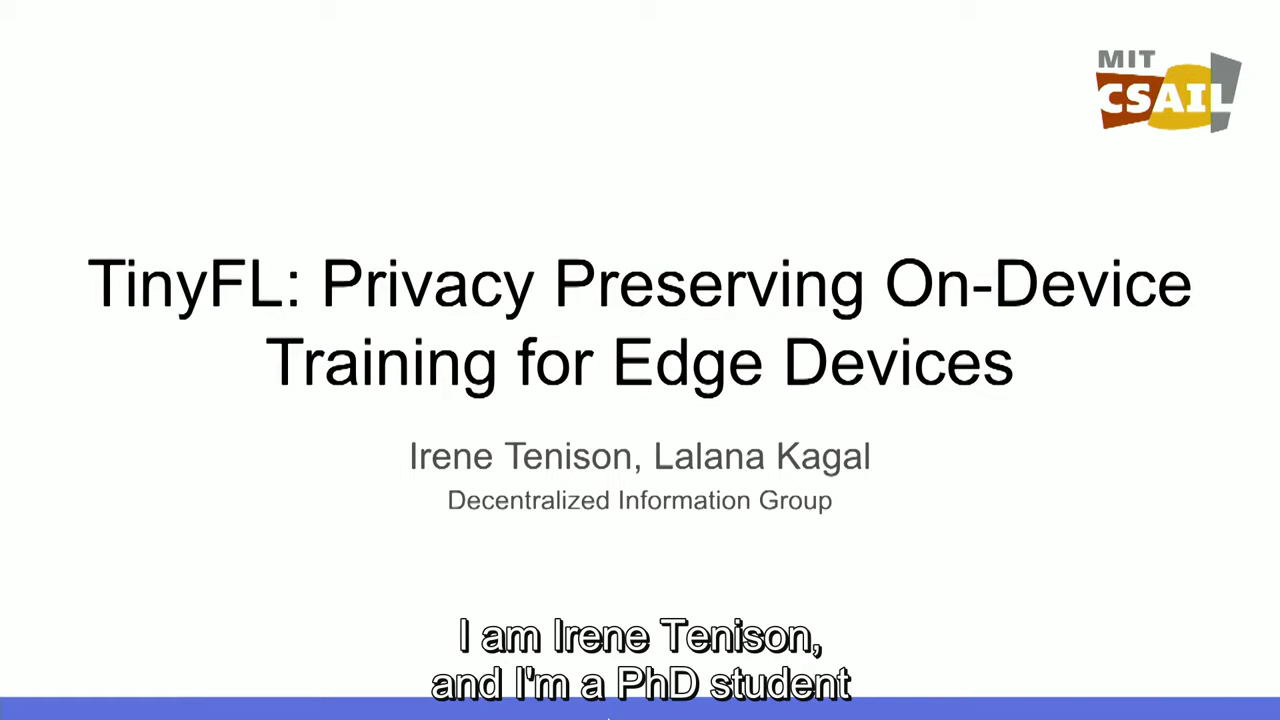 MIT
CSAIL
TinyFL: Privacy Preserving On-Device
Training for Edge Devices
Irene Tenison, Lalana Kagal
Decentralized Information Group
I am Irene Tenison,
and I'm a PhD student